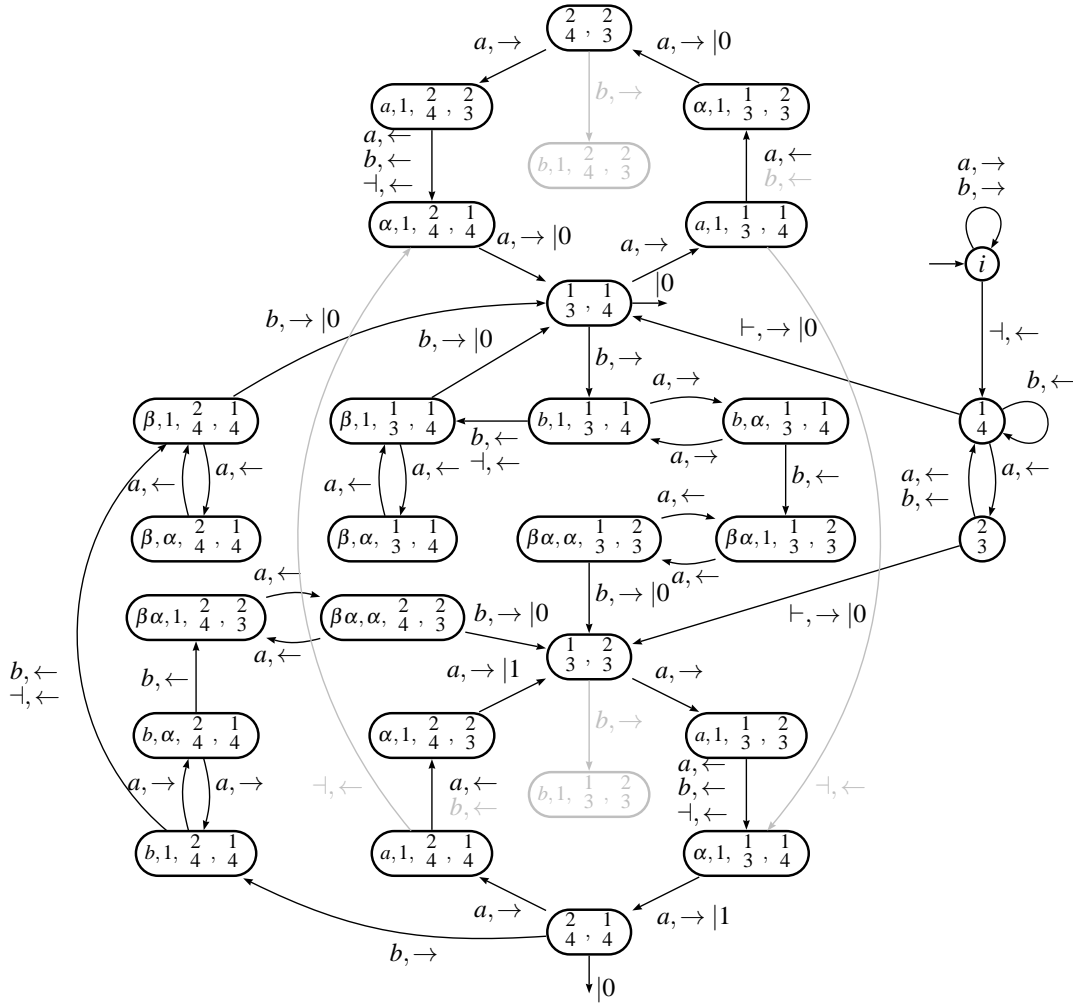 2/4 , 2/3
a, →
a, → |0
b, →
a, 1, 2/4 , 2/3
α, 1, 1/3 , 2/3
a, ←
b, ←
⊣, ←
b, 1, 2/4 , 2/3
a, ←
b, ←
a, →
b, →
α, 1, 2/4 , 1/4
a, 1, 1/3 , 1/4
a, → |0
a, →
i
1/3 , 1/4
|0
b, → |0
⊢, → |0
⊣, ←
b, → |0
b, →
a, →
b, ←
β, 1, 2/4 , 1/4
β, 1, 1/3 , 1/4
b, 1, 1/3 , 1/4
b, α, 1/3 , 1/4
1/4
b, ←
⊣, ←
a, →
a, ←
a, ←
a, ←
a, ←
b, ←
a, ←
b, ←
a, ←
a, ←
β, α, 2/4 , 1/4
β, α, 1/3 , 1/4
βα, α, 1/3 , 2/3
βα, 1, 1/3 , 2/3
2/3
a, ←
a, ←
b, → |0
βα, 1, 2/4 , 2/3
βα, α, 2/4 , 2/3
b, → |0
⊢, → |0
a, ←
1/3 , 2/3
b, ←
⊣, ←
b, ←
a, → |1
a, →
b, →
b, α, 2/4 , 1/4
α, 1, 2/4 , 2/3
a, 1, 1/3 , 2/3
a, →
a, →
⊣, ←
a, ←
b, ←
b, 1, 1/3 , 2/3
a, ←
b, ←
⊣, ←
⊣, ←
b, 1, 2/4 , 1/4
a, 1, 2/4 , 1/4
α, 1, 1/3 , 1/4
a, →
a, → |1
2/4 , 1/4
b, →
|0